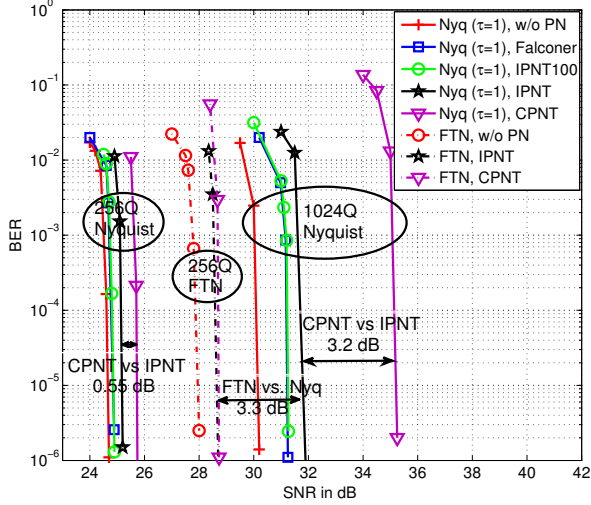 Nyq (τ=1), w/o PN
Nyq (τ=1), Falconer
Nyq (τ=1), IPNT100
Nyq (τ=1), IPNT
Nyq (τ=1), CPNT
FTN, w/o PN
FTN, IPNT
FTN, CPNT
10^0
10^-1
10^-2
10^-3
10^-4
10^-5
10^-6
BER
256Q
Nyquist
256Q
FTN
1024Q
Nyquist
CPNT vs IPNT
3.2 dB
CPNT vs IPNT
0.55 dB
FTN vs. Nyq
3.3 dB
24 26 28 30 32 34 36 38 40 42
SNR in dB